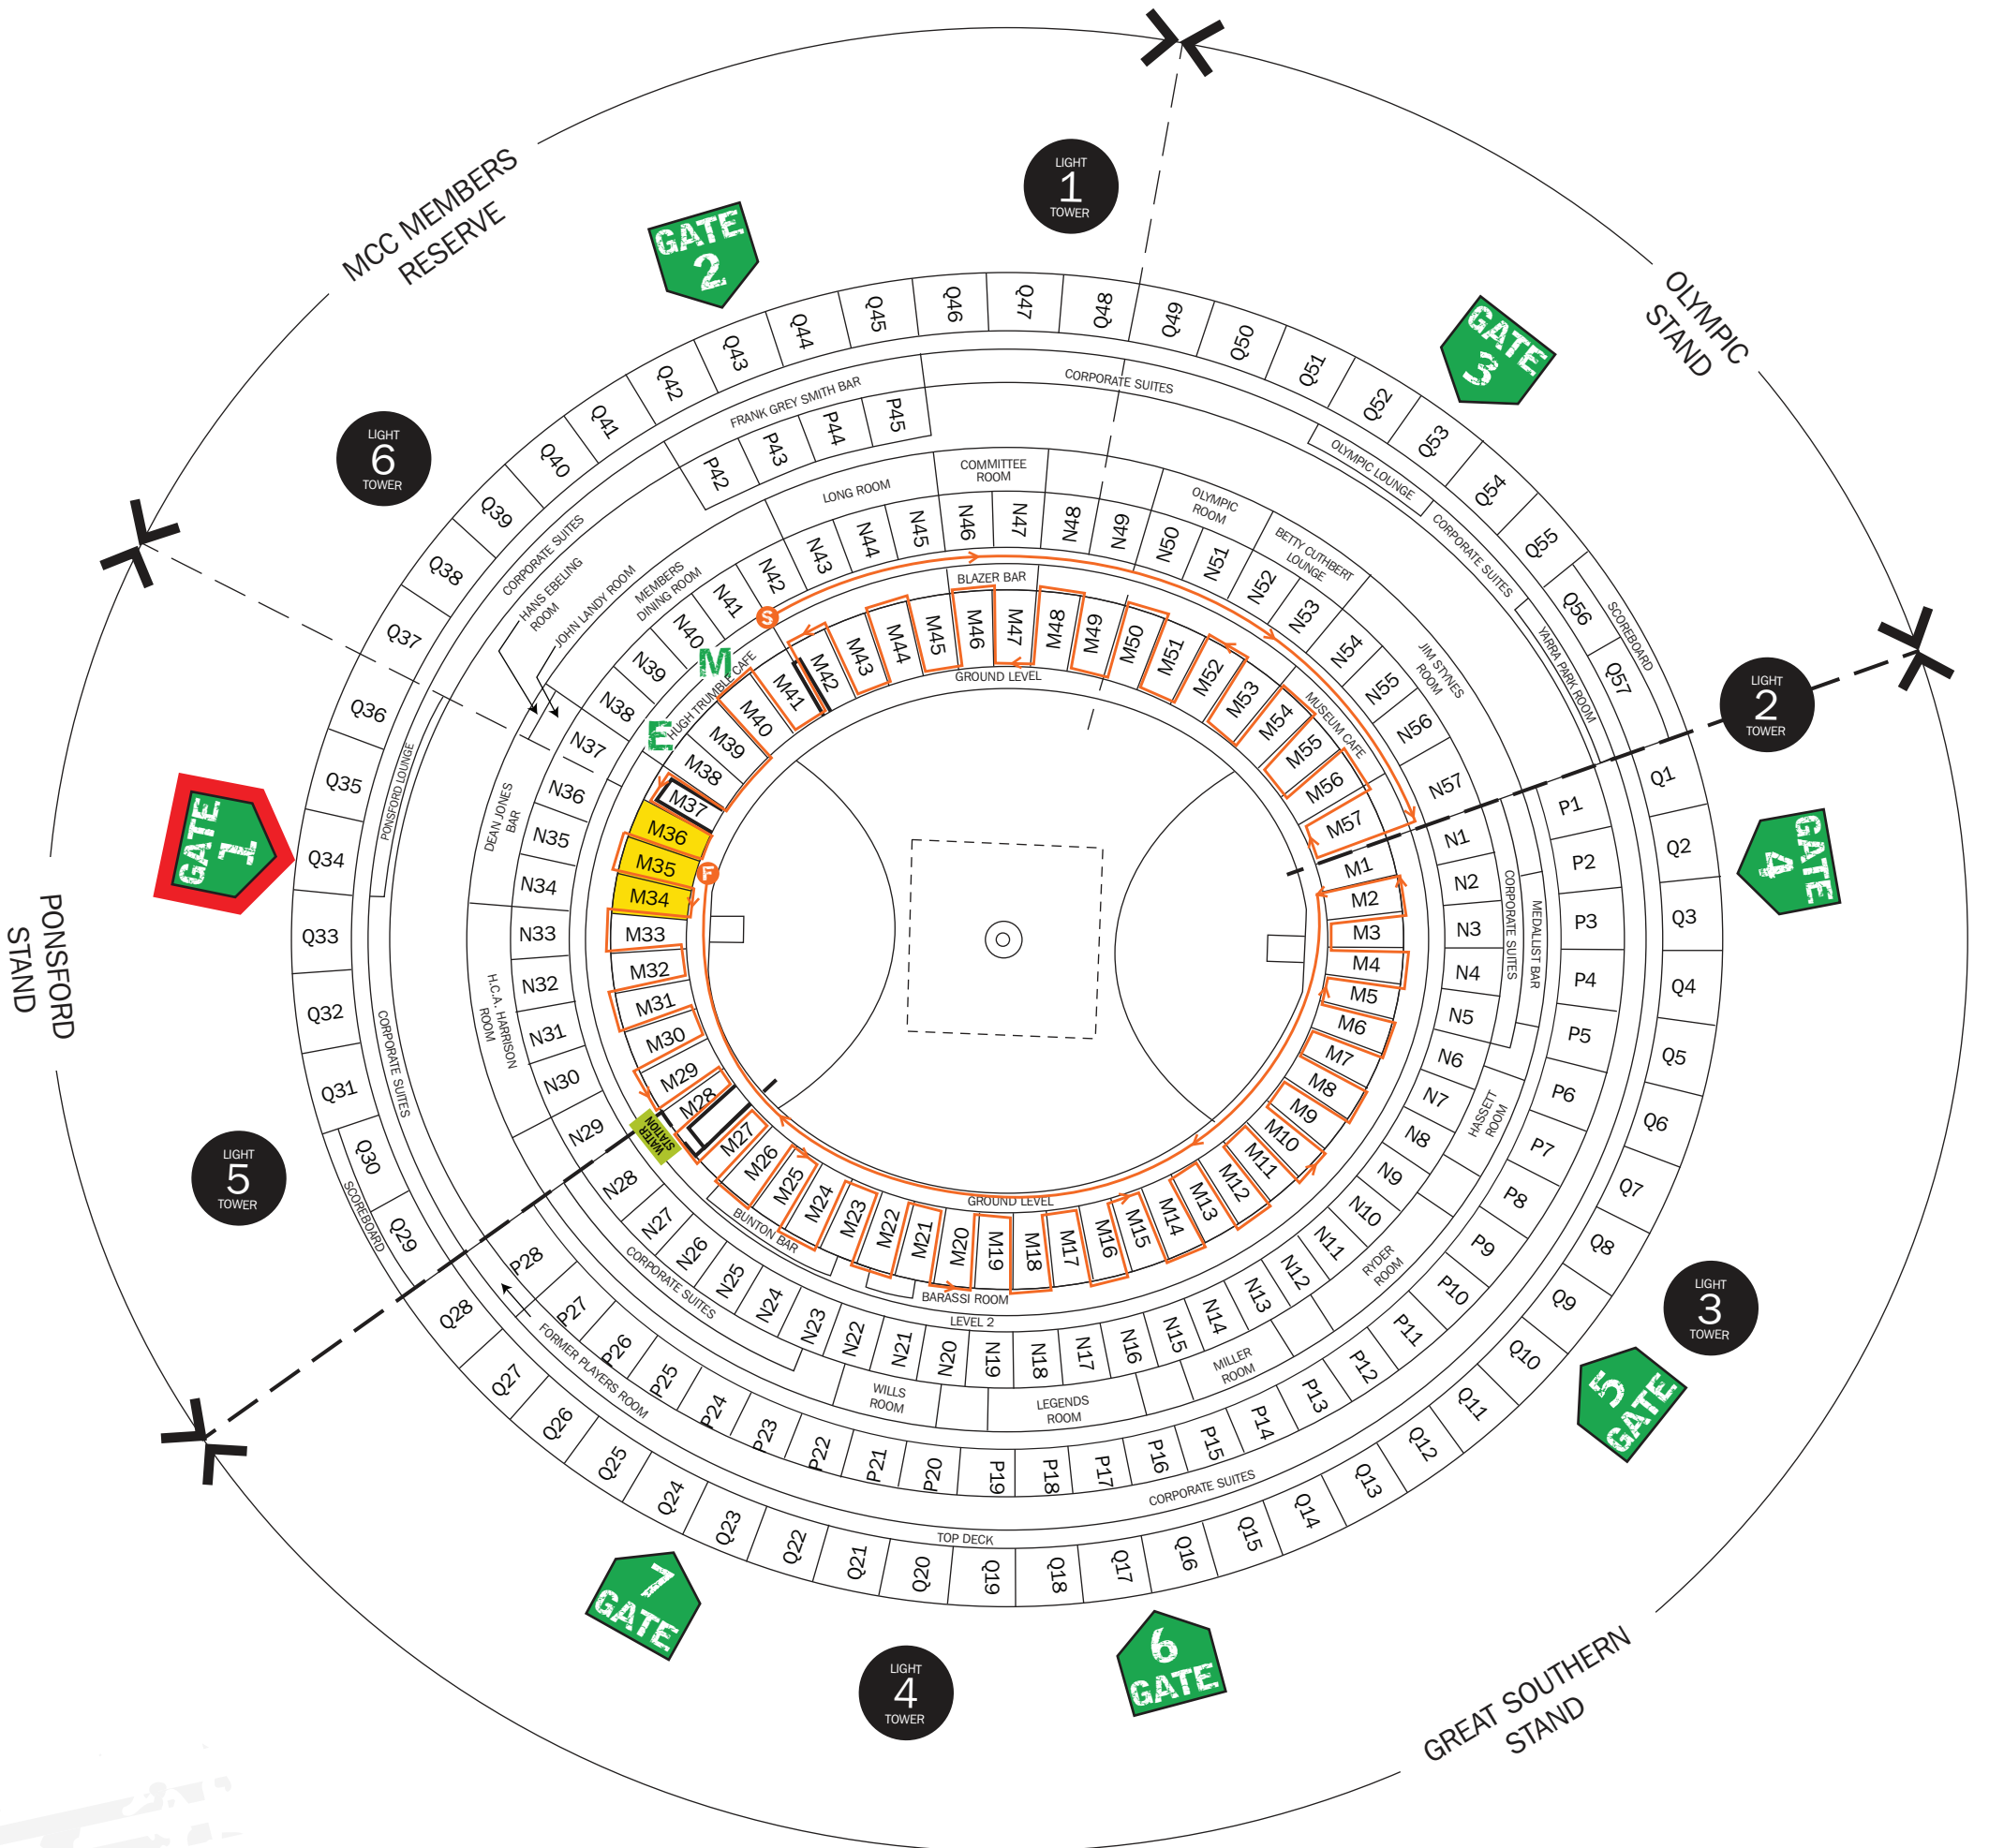 MCC MEMBERS
RESERVE
OLYMPIC
STAND
PONSFORD
STAND
GREAT SOUTHERN
STAND
LIGHT
1
TOWER
LIGHT
2
TOWER
LIGHT
3
TOWER
LIGHT
4
TOWER
LIGHT
5
TOWER
LIGHT
6
TOWER
GATE
1
GATE
2
GATE
3
GATE
4
5
GATE
6
GATE
7
GATE
Q1
Q2
Q3
Q4
Q5
Q6
Q7
Q8
Q9
Q10
Q11
Q12
Q13
Q14
Q15
Q16
Q17
Q18
Q19
Q20
Q21
Q22
Q23
Q24
Q25
Q26
Q27
Q28
Q29
Q30
Q31
Q32
Q33
Q34
Q35
Q36
Q37
Q38
Q39
Q40
Q41
Q42
Q43
Q44
Q45
Q46
Q47
Q48
Q49
Q50
Q51
Q52
Q53
Q54
Q55
Q56
Q57
SCOREBOARD
SCOREBOARD
TOP DECK
CORPORATE SUITES
CORPORATE SUITES
CORPORATE SUITES
CORPORATE SUITES
CORPORATE SUITES
CORPORATE SUITES
CORPORATE SUITES
FRANK GREY SMITH BAR
OLYMPIC LOUNGE
YARRA PARK ROOM
PONSFORD LOUNGE
FORMER PLAYERS ROOM
P1
P2
P3
P4
P5
P6
P7
P8
P9
P10
P11
P12
P13
P14
P15
P16
P17
P18
P19
P20
P21
P22
P23
P24
P25
P26
P27
P28
P42
P43
P44
P45
HANS EBELING
ROOM
JOHN LANDY ROOM
MEMBERS
DINING ROOM
LONG ROOM
COMMITTEE
ROOM
OLYMPIC
ROOM
BETTY CUTHBERT
LOUNGE
JIM STYNES
ROOM
MEDALLIST BAR
HASSETT
ROOM
RYDER
ROOM
MILLER
ROOM
LEGENDS
ROOM
WILLS
ROOM
H.C.A. HARRISON
ROOM
DEAN JONES
BAR
LEVEL 2
N1
N2
N3
N4
N5
N6
N7
N8
N9
N10
N11
N12
N13
N14
N15
N16
N17
N18
N19
N20
N21
N22
N23
N24
N25
N26
N27
N28
N29
N30
N31
N32
N33
N34
N35
N36
N37
N38
N39
N40
N41
N42
N43
N44
N45
N46
N47
N48
N49
N50
N51
N52
N53
N54
N55
N56
N57
BLAZER BAR
MUSEUM CAFE
HUGH TRUMBLE CAFE
BUNTON BAR
BARASSI ROOM
GROUND LEVEL
GROUND LEVEL
M1
M2
M3
M4
M5
M6
M7
M8
M9
M10
M11
M12
M13
M14
M15
M16
M17
M18
M19
M20
M21
M22
M23
M24
M25
M26
M27
M28
M29
M30
M31
M32
M33
M34
M35
M36
M37
M38
M39
M40
M41
M42
M43
M44
M45
M46
M47
M48
M49
M50
M51
M52
M53
M54
M55
M56
M57
S
F
M
E
WATER
STATION